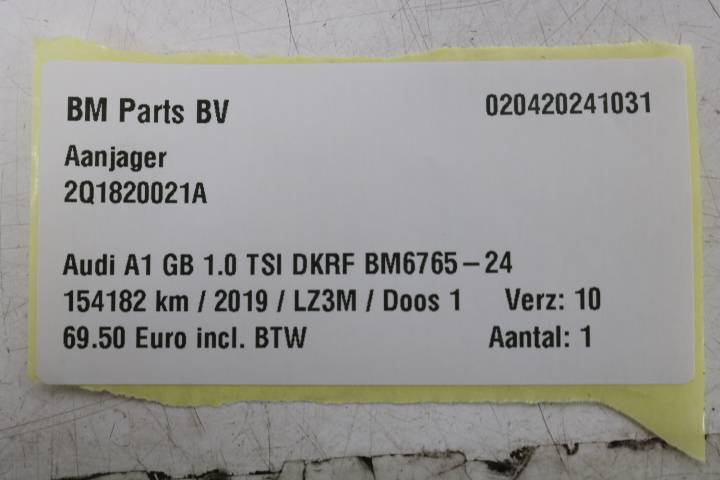 BM Parts BV 020420241031
Aanjager
2Q1820021A
Audi A1 GB 1.0 TSI DKRF BM6765-24
154182 km / 2019 / LZ3M / Doos 1 Verz: 10
69.50 Euro incl. BTW Aantal: 1